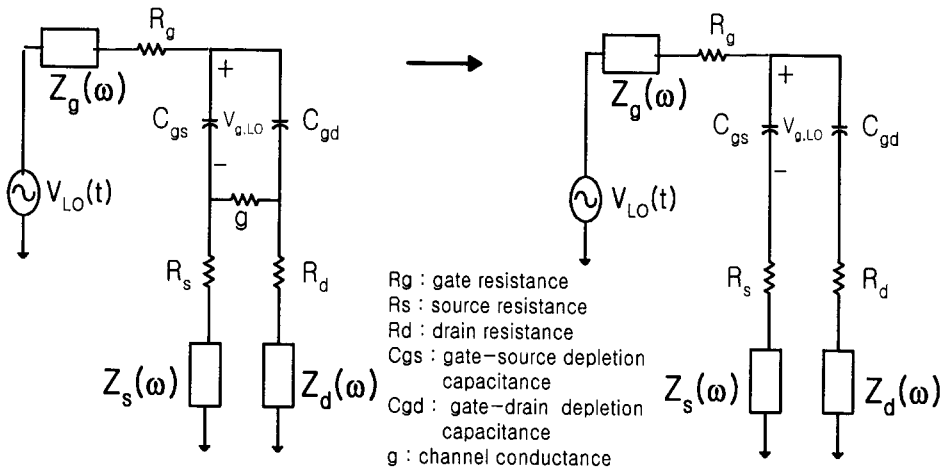 R_g
Z_g(ω)
+
C_gs
V_g,LO
C_gd
−
V_LO(t)
g
R_s
R_d
Z_s(ω)
Z_d(ω)
R_g
Z_g(ω)
+
C_gs
V_g,LO
C_gd
−
V_LO(t)
R_s
R_d
Z_s(ω)
Z_d(ω)
Rg : gate resistance
Rs : source resistance
Rd : drain resistance
Cgs : gate-source depletion
capacitance
Cgd : gate-drain depletion
capacitance
g : channel conductance